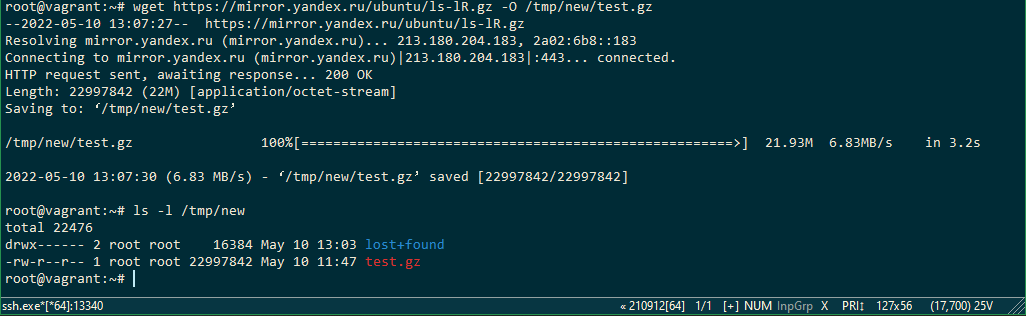 root@vagrant:~# wget https://mirror.yandex.ru/ubuntu/ls-lR.gz -O /tmp/new/test.gz
--2022-05-10 13:07:27--  https://mirror.yandex.ru/ubuntu/ls-lR.gz
Resolving mirror.yandex.ru (mirror.yandex.ru)... 213.180.204.183, 2a02:6b8::183
Connecting to mirror.yandex.ru (mirror.yandex.ru)|213.180.204.183|:443... connected.
HTTP request sent, awaiting response... 200 OK
Length: 22997842 (22M) [application/octet-stream]
Saving to: ‘/tmp/new/test.gz’
/tmp/new/test.gz                100%[======================================================>]  21.93M  6.83MB/s    in 3.2s
2022-05-10 13:07:30 (6.83 MB/s) - ‘/tmp/new/test.gz’ saved [22997842/22997842]
root@vagrant:~# ls -l /tmp/new
total 22476
drwx------ 2 root root    16384 May 10 13:03 lost+found
-rw-r--r-- 1 root root 22997842 May 10 11:47 test.gz
root@vagrant:~#
ssh.exe*[*64]:13340 « 210912[64] 1/1 [+] NUM InpGrp X PRI↕ 127x56 (17,700) 25V